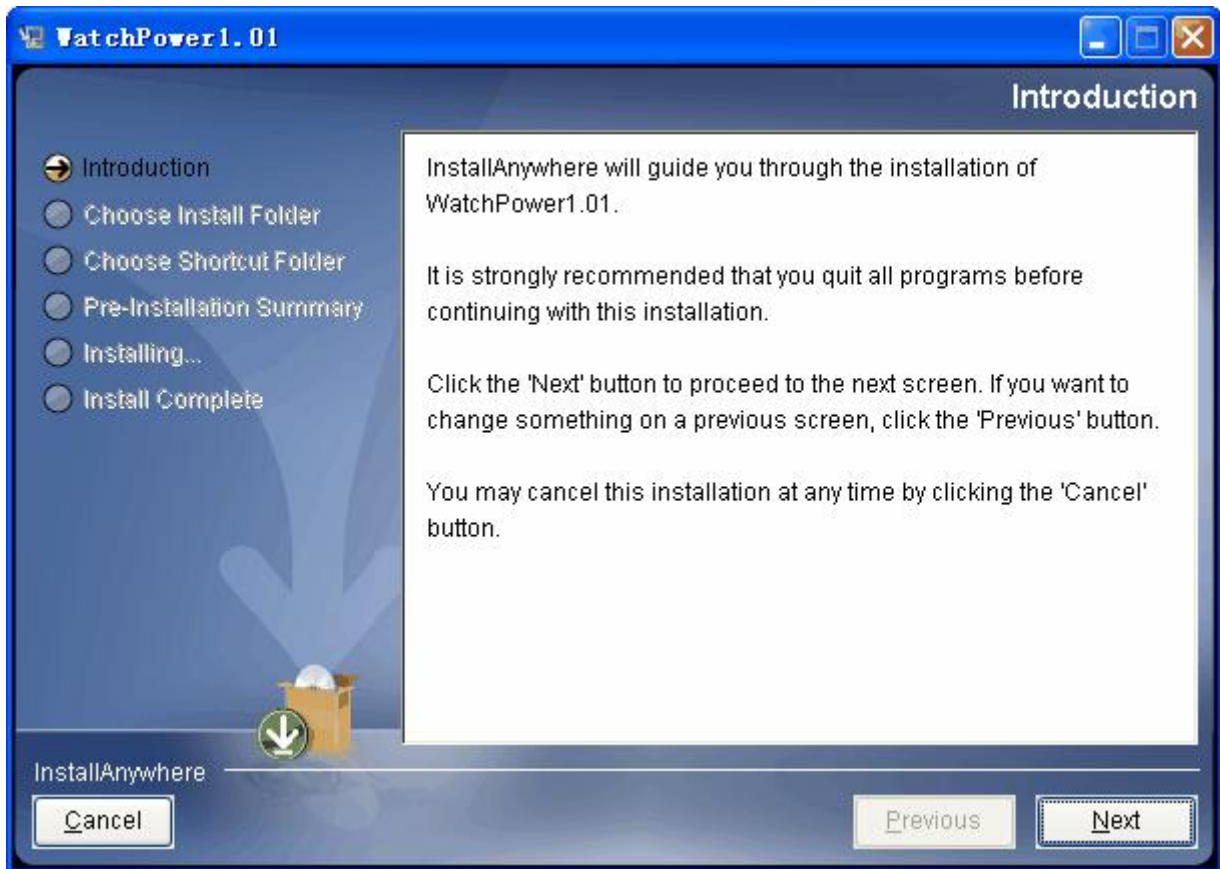 WatchPower1.01
Introduction
Introduction
Choose Install Folder
Choose Shortcut Folder
Pre-Installation Summary
Installing...
Install Complete
InstallAnywhere will guide you through the installation of
WatchPower1.01.
It is strongly recommended that you quit all programs before
continuing with this installation.
Click the 'Next' button to proceed to the next screen. If you want to
change something on a previous screen, click the 'Previous' button.
You may cancel this installation at any time by clicking the 'Cancel'
button.
InstallAnywhere
Cancel
Previous
Next